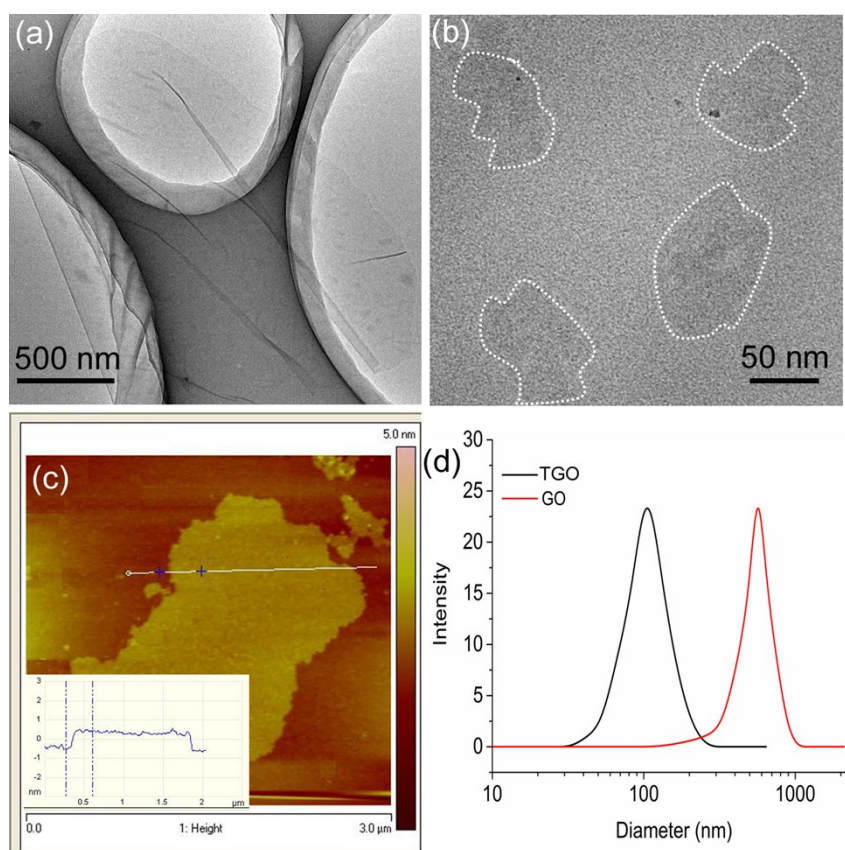 (a)
500 nm
(b)
50 nm
(c)
5.0 nm
3
2
1
0
-1
-2
nm
0.5
1
1.5
2
µm
0.0
1: Height
3.0 µm
(d)
TGO
GO
30
25
20
15
10
5
0
Intensity
10
100
1000
Diameter (nm)